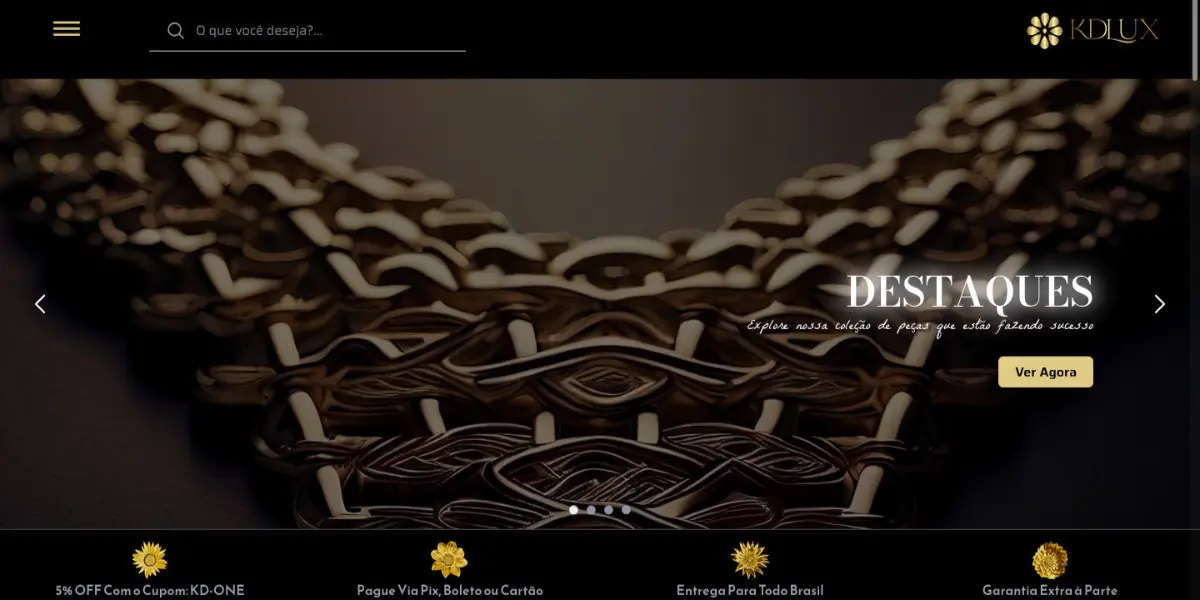 O que você deseja?...
KDLUX
DESTAQUES
Explore nossa coleção de peças que estão fazendo sucesso
Ver Agora
5% OFF Com o Cupom: KD-ONE
Pague Via Pix, Boleto ou Cartão
Entrega Para Todo Brasil
Garantia Extra à Parte